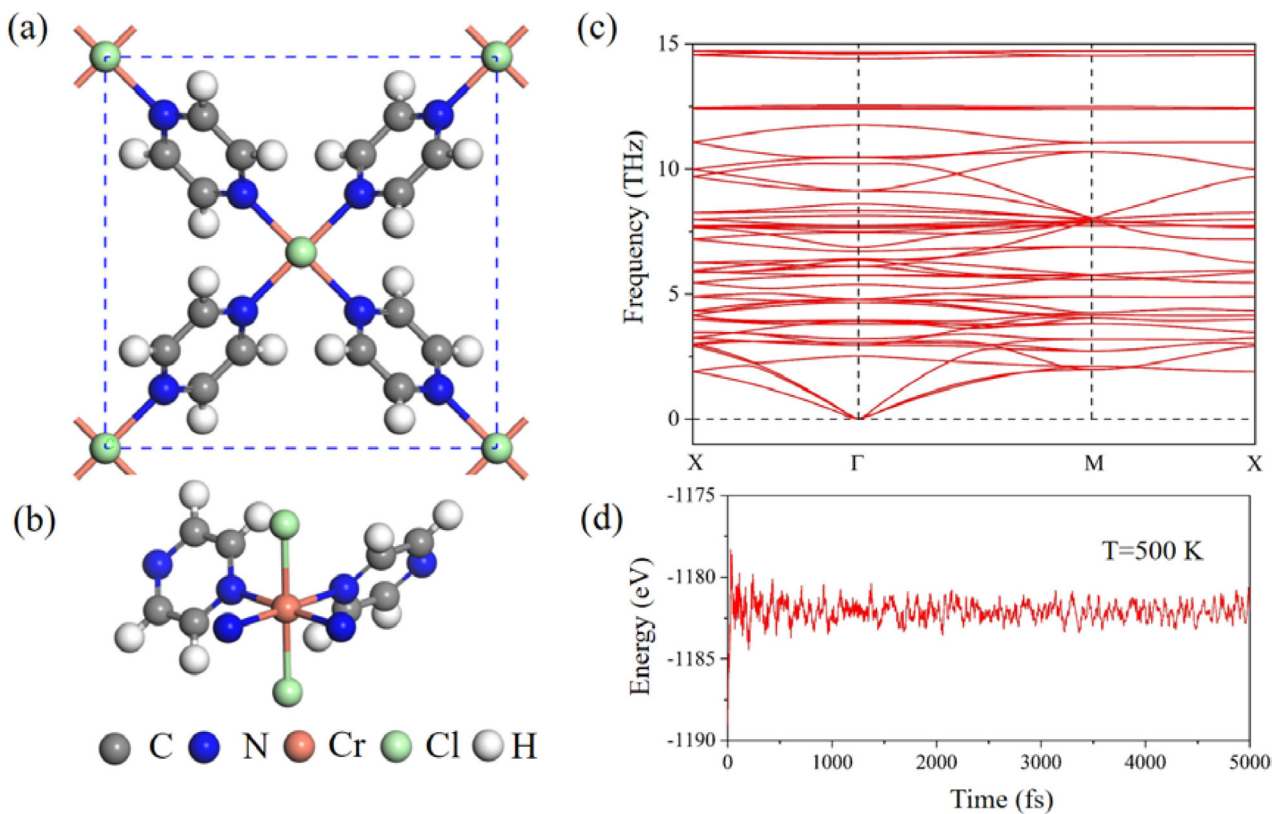 (a)
(b)
C N Cr Cl H
(c)
Frequency (THz)
15
10
5
0
X Γ M X
(d)
Energy (eV)
-1175
-1180
-1185
-1190
T=500 K
0 1000 2000 3000 4000 5000
Time (fs)